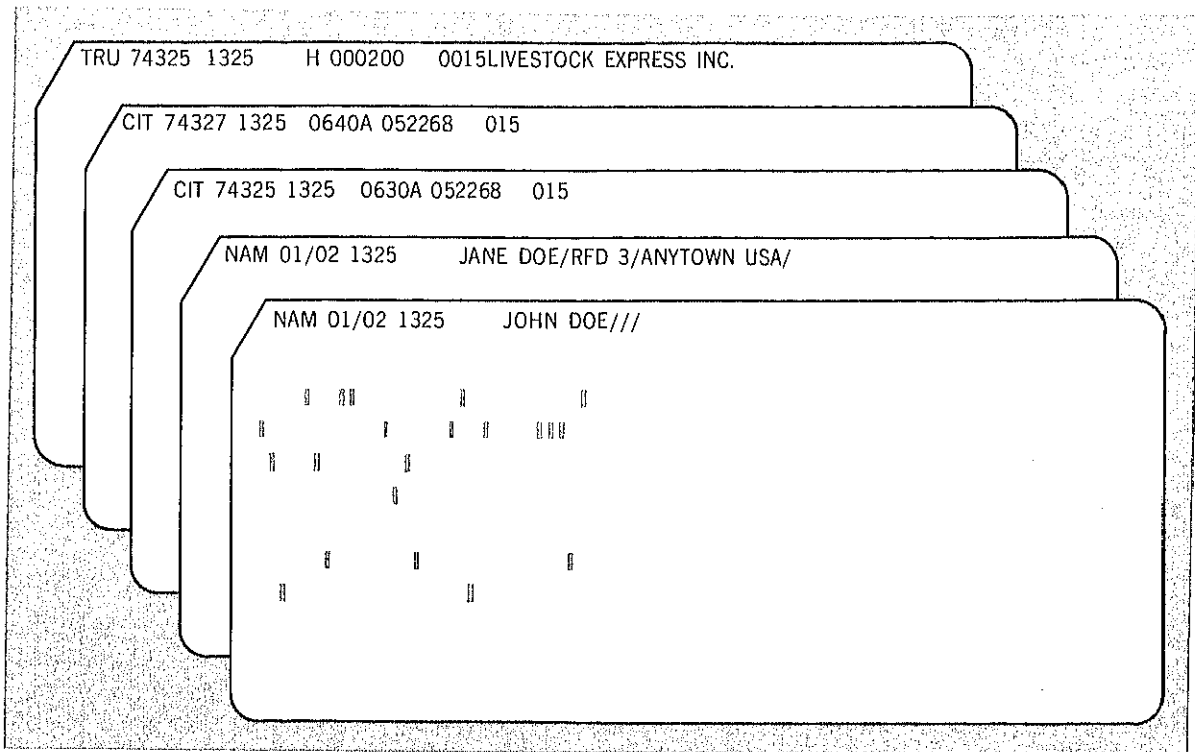 TRU 74325 1325 H 000200 0015LIVESTOCK EXPRESS INC.
CIT 74327 1325 0640A 052268 015
CIT 74325 1325 0630A 052268 015
NAM 01/02 1325 JANE DOE/RFD 3/ANYTOWN USA/
NAM 01/02 1325 JOHN DOE///